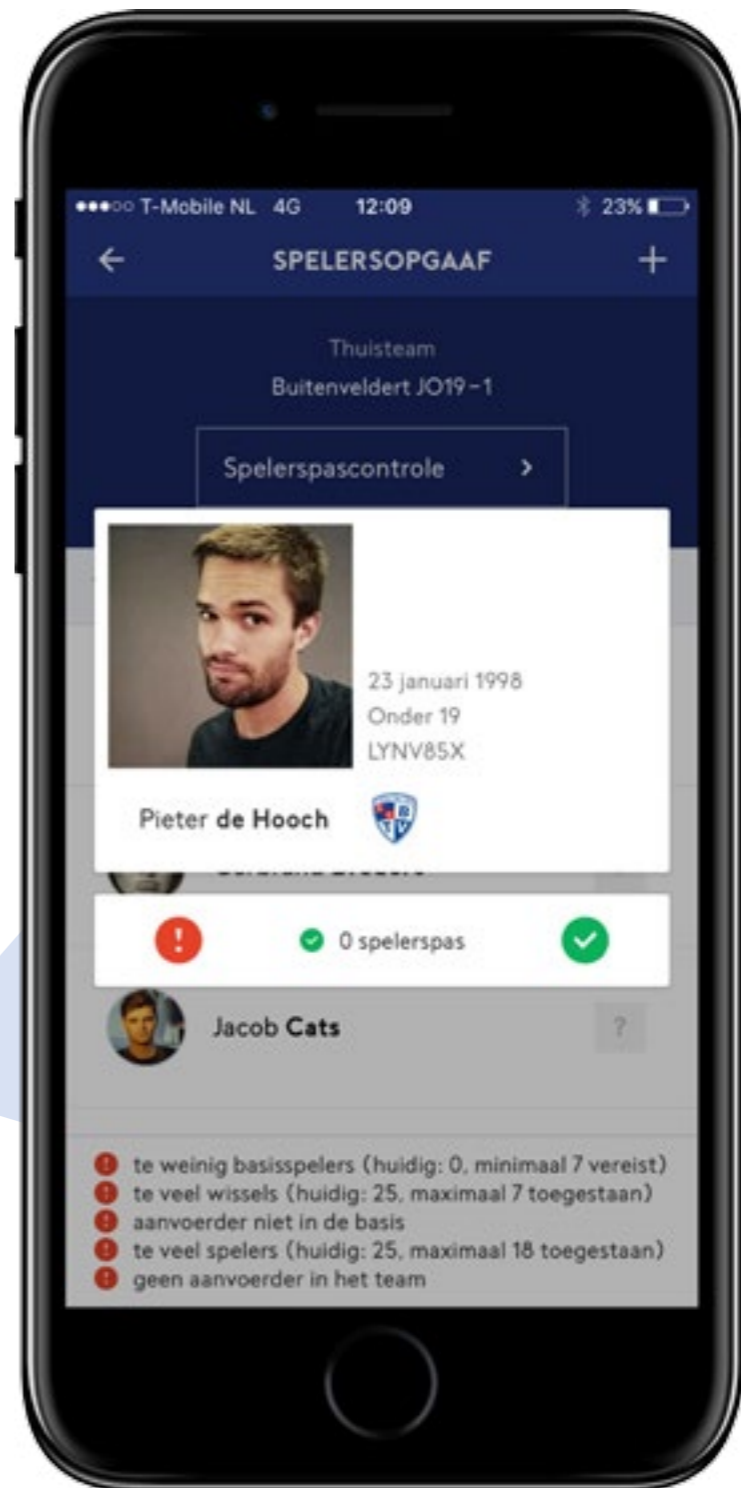 T-Mobile NL 4G 12:09 23%
SPELERSOPGAAF
Thuisteam
Buitenveldert JO19-1
Spelerspascontrole
23 januari 1998
Onder 19
LYNV85X
Pieter de Hooch
0 spelerspas
Jacob Cats
?
te weinig basisspelers (huidig: 0, minimaal 7 vereist)
te veel wissels (huidig: 25, maximaal 7 toegestaan)
aanvoerder niet in de basis
te veel spelers (huidig: 25, maximaal 18 toegestaan)
geen aanvoerder in het team